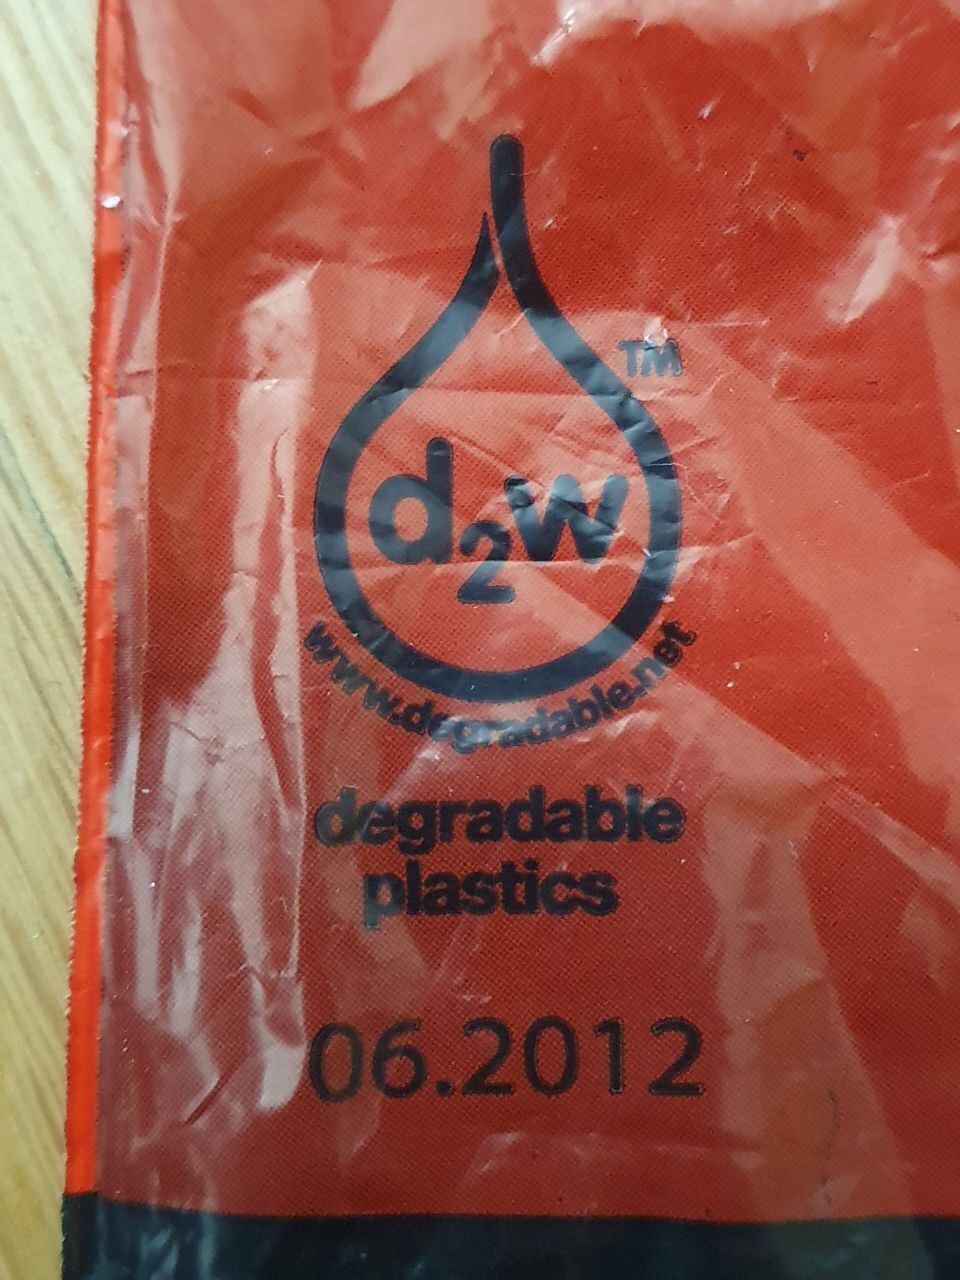 TM
d2w
www.degradable.net
degradable
plastics
06.2012